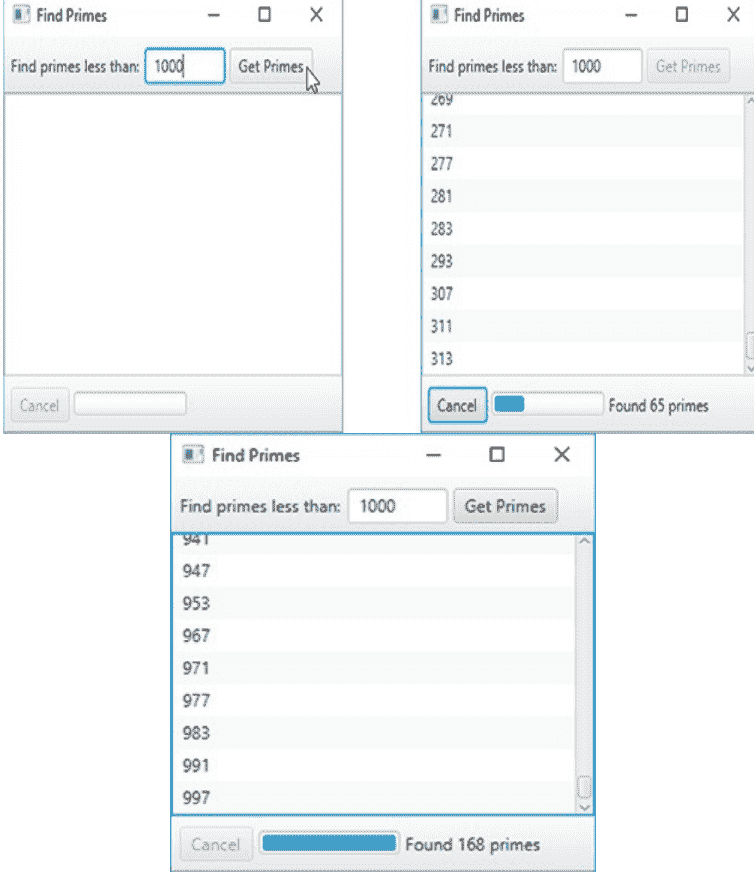 Find Primes
Find primes less than: 1000 Get Primes
Cancel
Find Primes
Find primes less than: 1000 Get Primes
269
271
277
281
283
293
307
311
313
Cancel Found 65 primes
Find Primes
Find primes less than: 1000 Get Primes
941
947
953
967
971
977
983
991
997
Cancel Found 168 primes